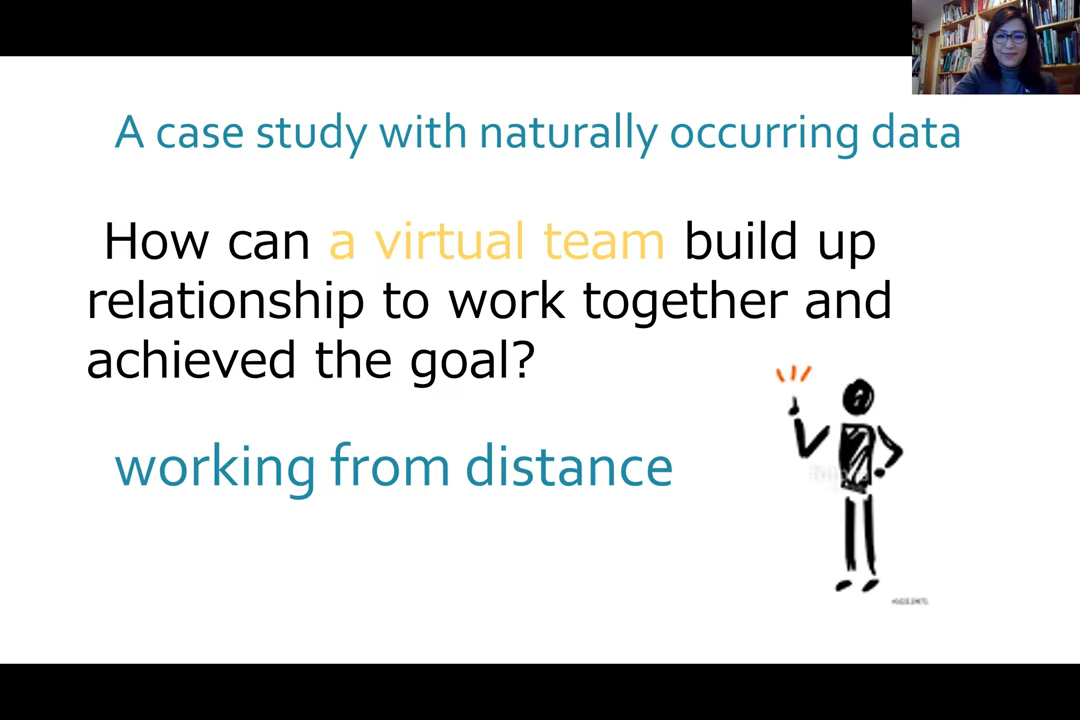 A case study with naturally occurring data
How can a virtual team build up
relationship to work together and
achieved the goal?
working from distance